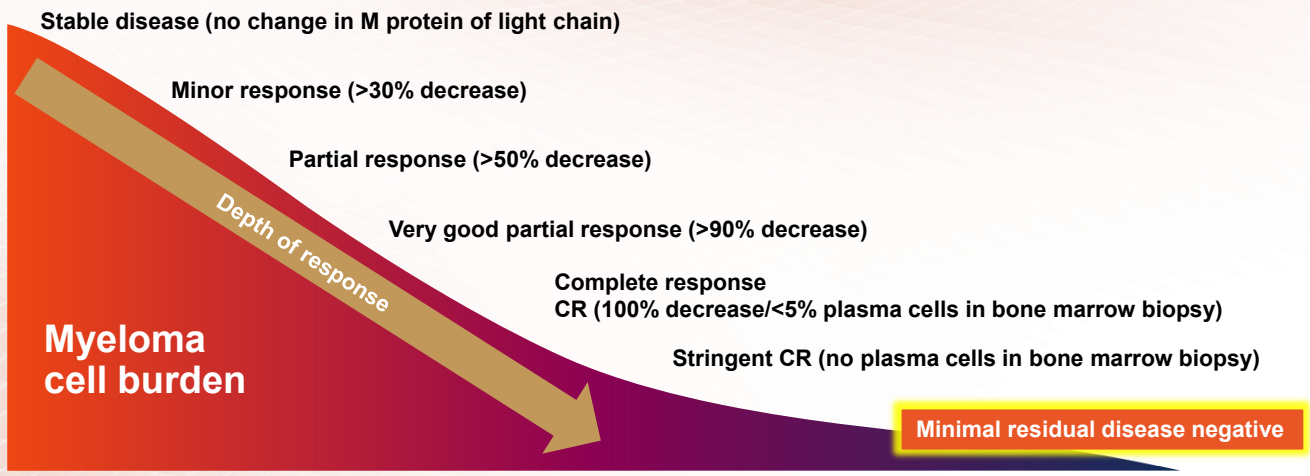 Stable disease (no change in M protein of light chain)
Minor response (>30% decrease)
Partial response (>50% decrease)
Depth of response
Very good partial response (>90% decrease)
Complete response
CR (100% decrease/<5% plasma cells in bone marrow biopsy)
Myeloma
cell burden
Stringent CR (no plasma cells in bone marrow biopsy)
Minimal residual disease negative